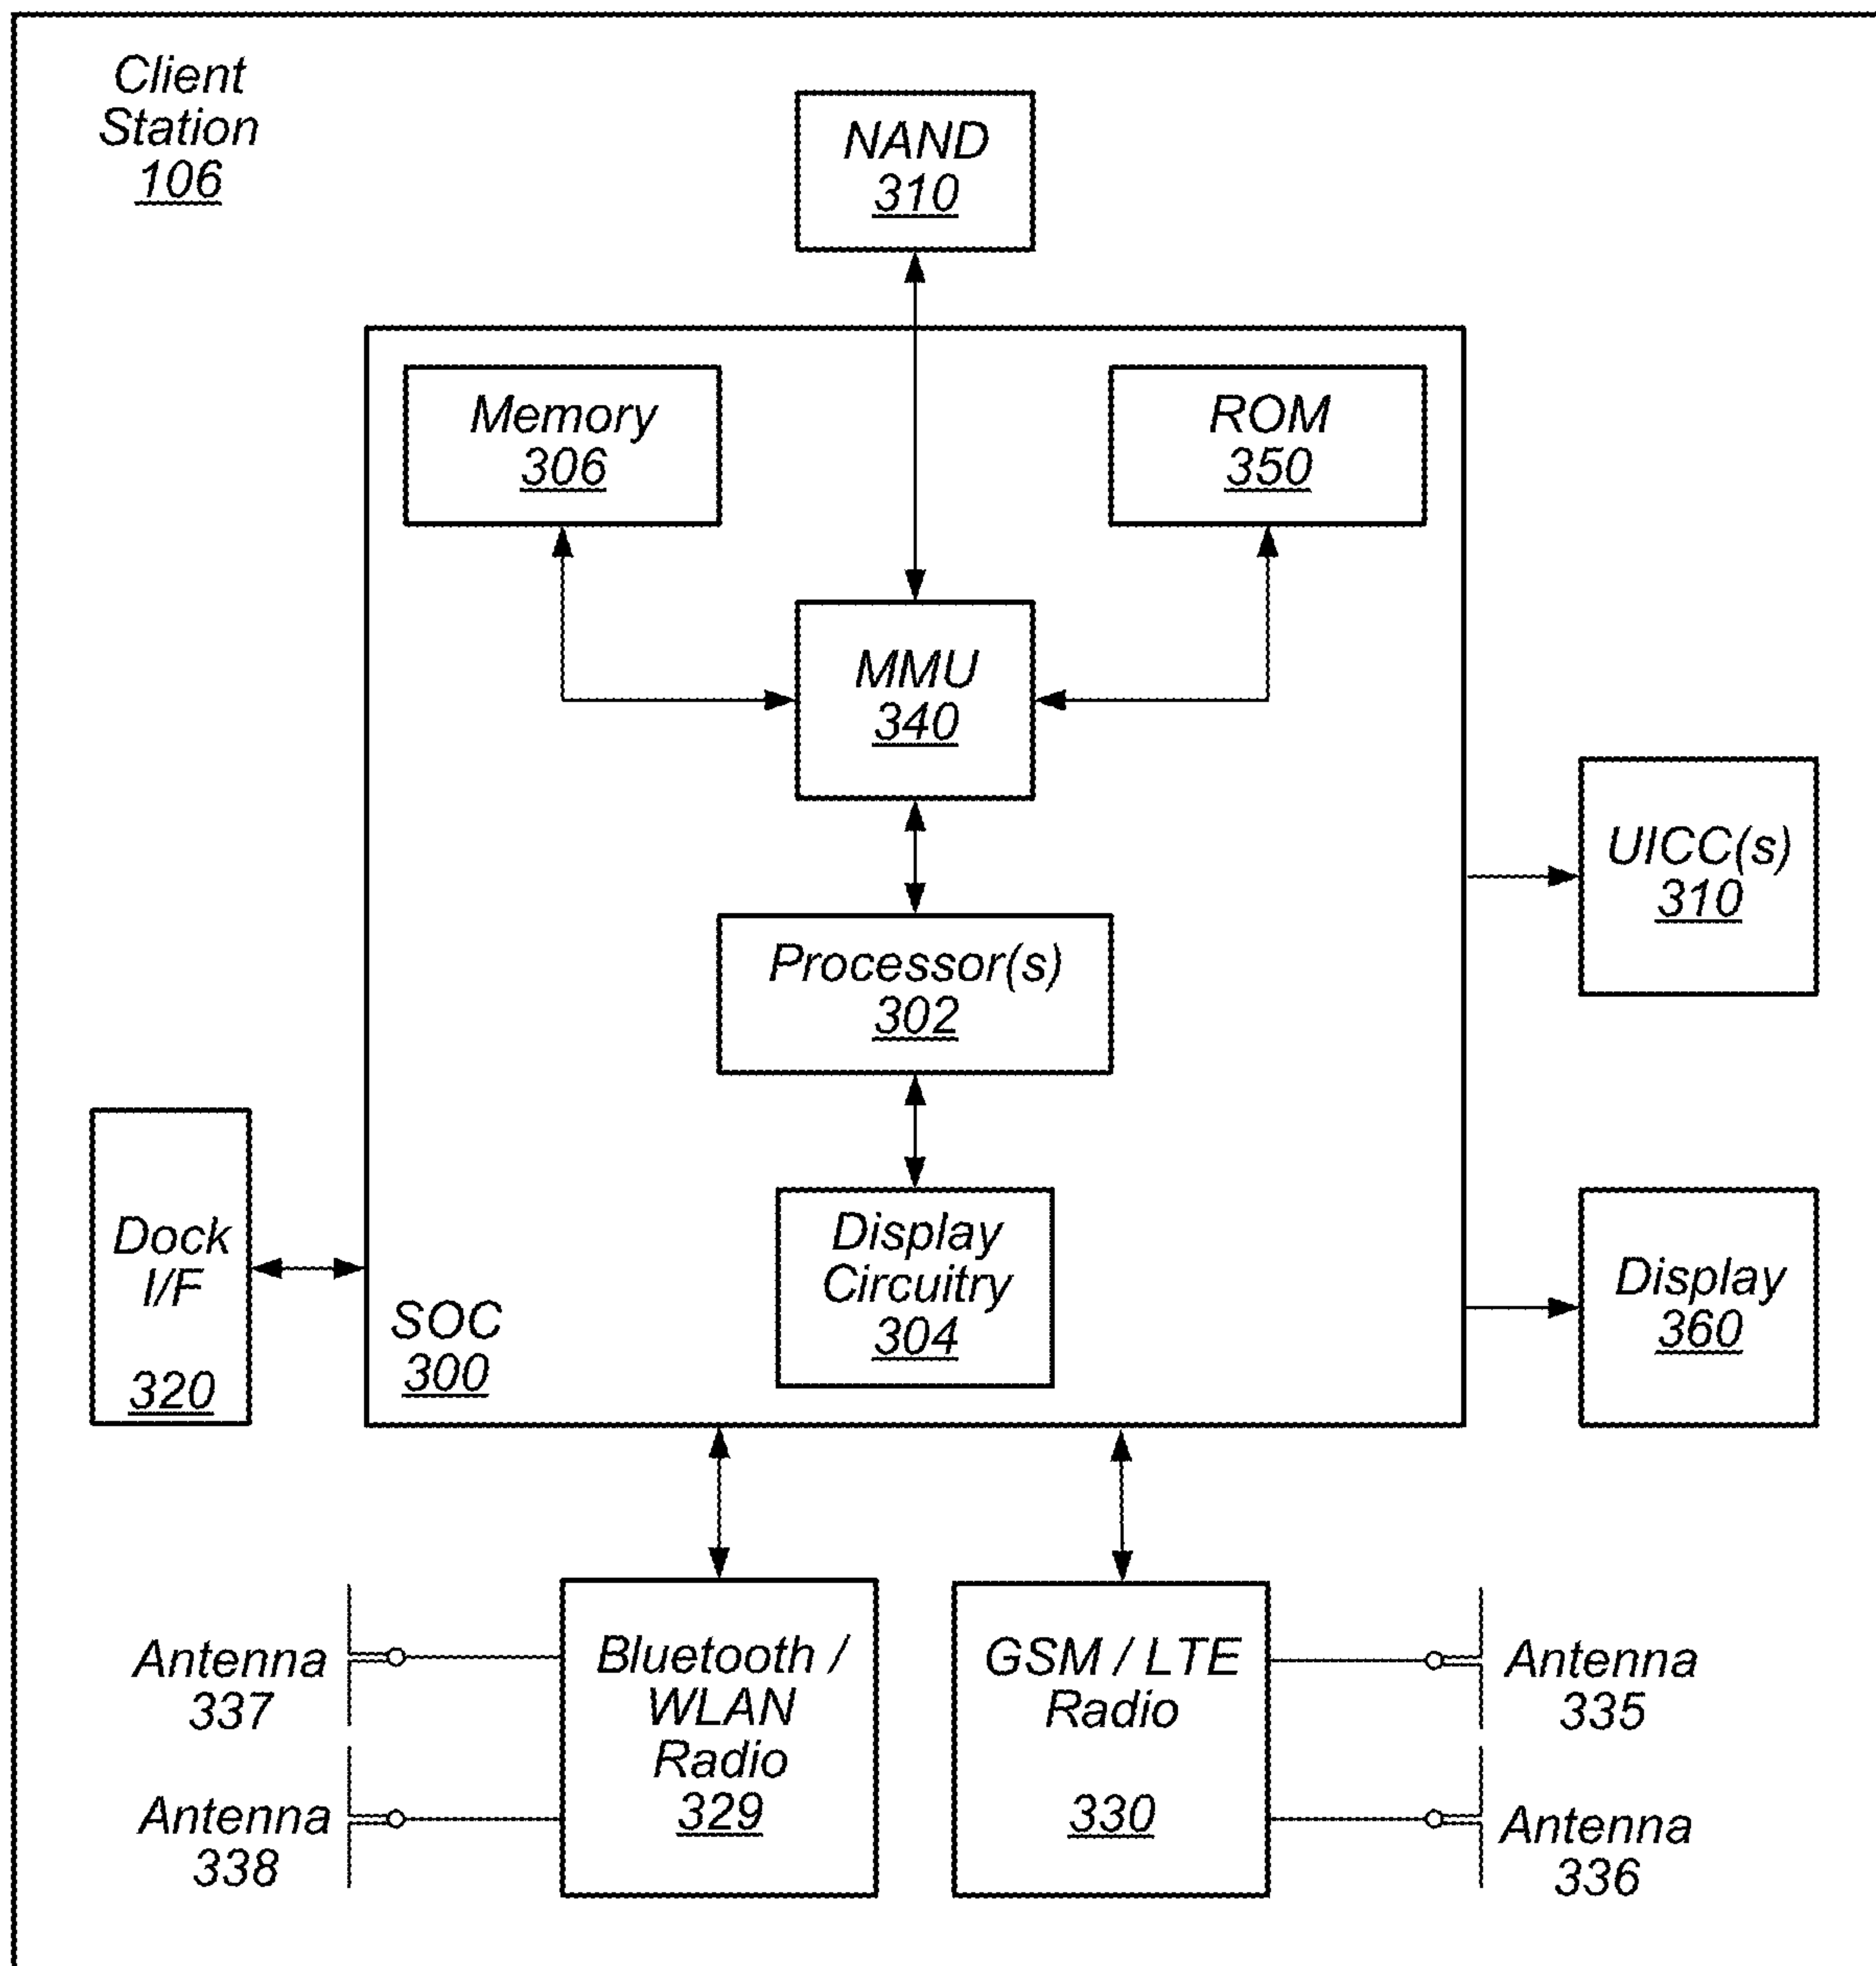 Client
Station
106
NAND
310
Memory
306
ROM
350
MMU
340
UICC(s)
310
Processor(s)
302
Dock
I/F
320
Display
Circuitry
304
SOC
300
Display
360
Antenna
337
Antenna
338
Bluetooth /
WLAN
Radio
329
GSM / LTE
Radio
330
Antenna
335
Antenna
336